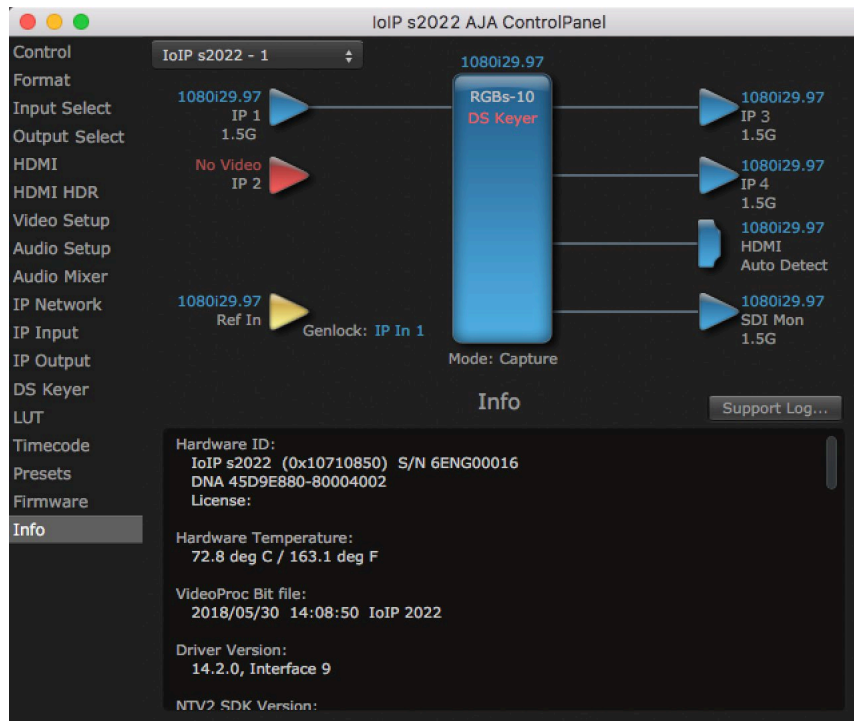 IoIP s2022 AJA ControlPanel
Control
Format
Input Select
Output Select
HDMI
HDMI HDR
Video Setup
Audio Setup
Audio Mixer
IP Network
IP Input
IP Output
DS Keyer
LUT
Timecode
Presets
Firmware
Info
IoIP s2022 - 1
1080i29.97
IP 1
1.5G
No Video
IP 2
1080i29.97
Ref In
Genlock: IP In 1
1080i29.97
RGBs-10
DS Keyer
Mode: Capture
1080i29.97
IP 3
1.5G
1080i29.97
IP 4
1.5G
1080i29.97
HDMI
Auto Detect
1080i29.97
SDI Mon
1.5G
Info
Support Log...
Hardware ID:
IoIP s2022 (0x10710850) S/N 6ENG00016
DNA 45D9E880-80004002
License:
Hardware Temperature:
72.8 deg C / 163.1 deg F
VideoProc Bit file:
2018/05/30 14:08:50 IoIP 2022
Driver Version:
14.2.0, Interface 9
NTV2 SDK Version: